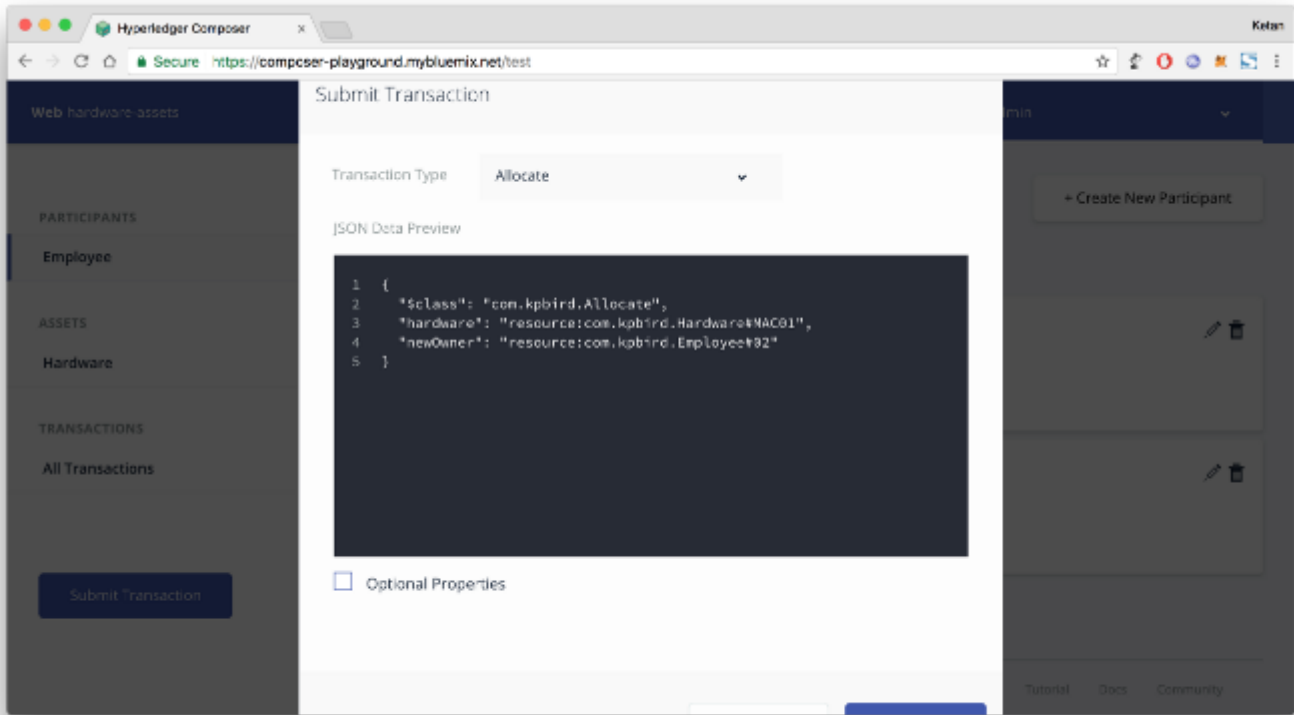 Hyperledger Composer
Ketan
Secure https://composer-playground.mybluemix.net/test
Submit Transaction
Web hardware-assets
dmin
Transaction Type
Allocate
+ Create New Participant
PARTICIPANTS
JSON Data Preview
Employee
1 {
2 "$class": "com.kpbird.Allocate",
3 "hardware": "resource:com.kpbird.Hardware#MAC01",
4 "newOwner": "resource:com.kpbird.Employee#02"
5 }
ASSETS
Hardware
TRANSACTIONS
All Transactions
Optional Properties
Submit Transaction
Tutorial Docs Community